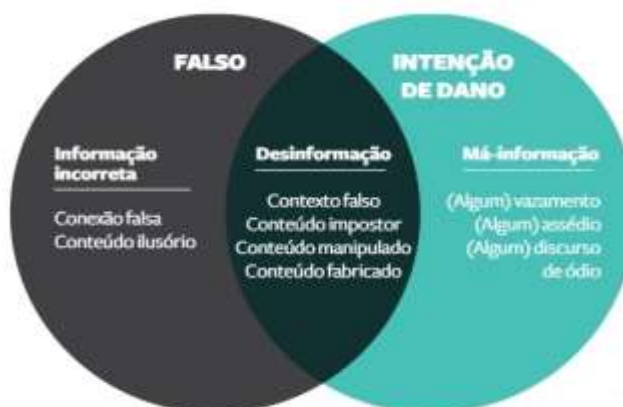 FALSO
Informação
incorreta
Conexão falsa
Conteúdo ilusório
Desinformação
Contexto falso
Conteúdo impostor
Conteúdo manipulado
Conteúdo fabricado
INTENÇÃO
DE DANO
Má-informação
(Algum) vazamento
(Algum) assédio
(Algum) discurso
de ódio